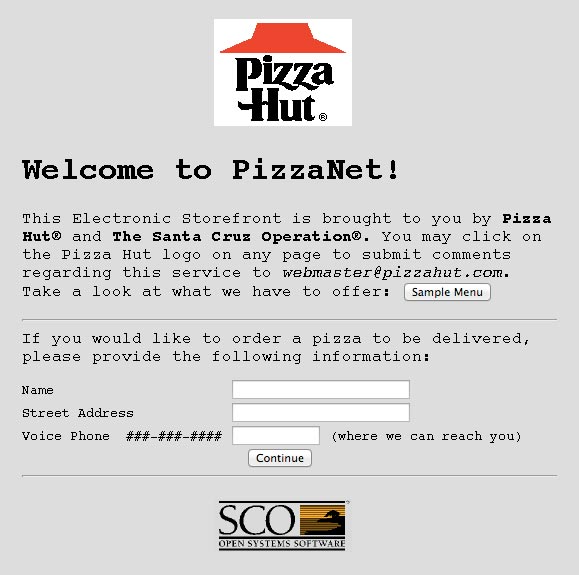 Pizza
Hut®
Welcome to PizzaNet!
This Electronic Storefront is brought to you by Pizza
Hut® and The Santa Cruz Operation®. You may click on
the Pizza Hut logo on any page to submit comments
regarding this service to webmaster@pizzahut.com.
Take a look at what we have to offer: Sample Menu
If you would like to order a pizza to be delivered,
please provide the following information:
Name
Street Address
Voice Phone ###-###-#### (where we can reach you)
Continue
SCO
OPEN SYSTEMS SOFTWARE